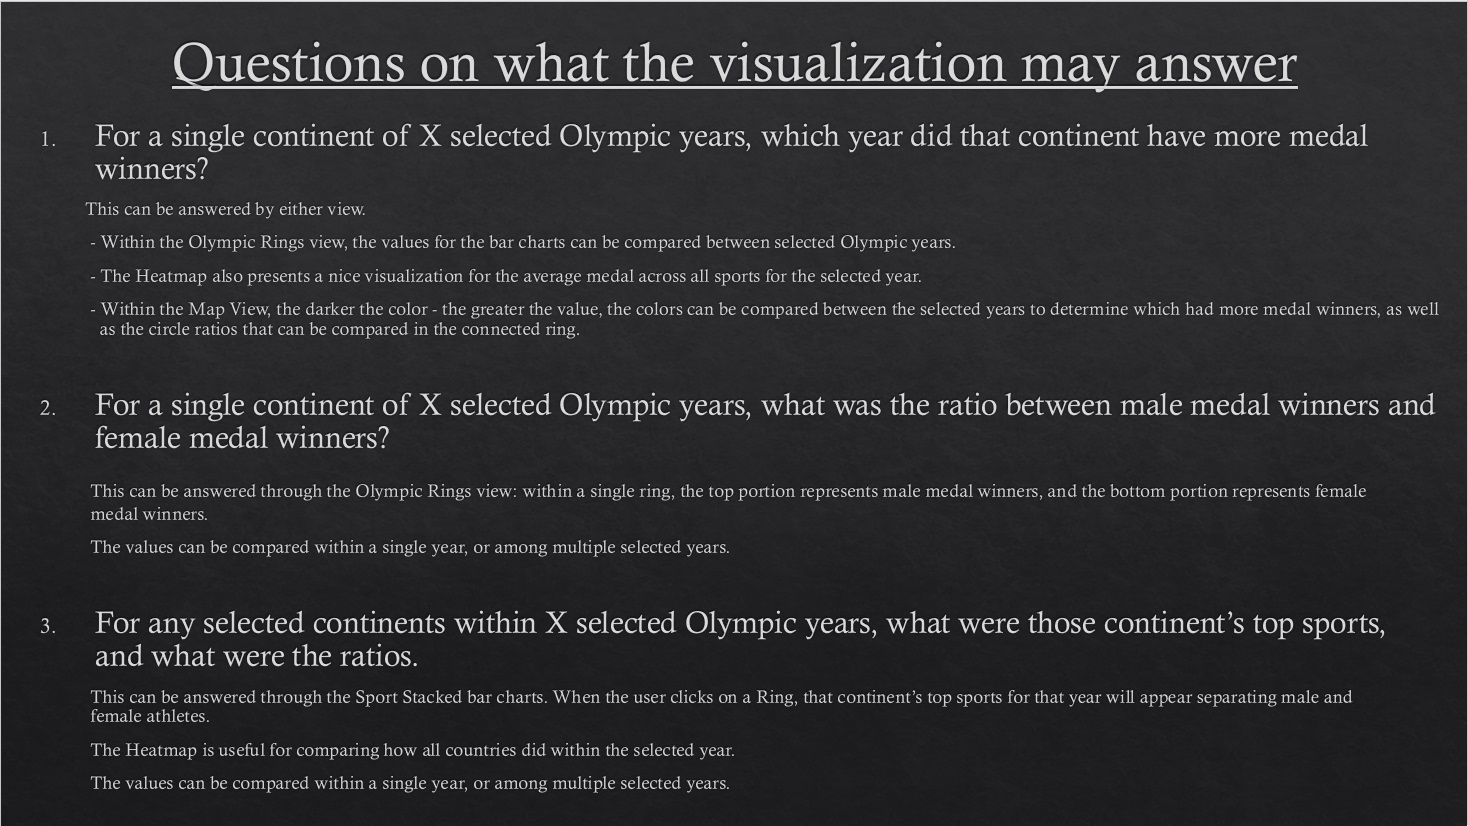 Questions on what the visualization may answer
1. For a single continent of X selected Olympic years, which year did that continent have more medal
winners?
This can be answered by either view.
- Within the Olympic Rings view, the values for the bar charts can be compared between selected Olympic years.
- The Heatmap also presents a nice visualization for the average medal across all sports for the selected year.
- Within the Map View, the darker the color - the greater the value, the colors can be compared between the selected years to determine which had more medal winners, as well
as the circle ratios that can be compared in the connected ring.
2. For a single continent of X selected Olympic years, what was the ratio between male medal winners and
female medal winners?
This can be answered through the Olympic Rings view: within a single ring, the top portion represents male medal winners, and the bottom portion represents female
medal winners.
The values can be compared within a single year, or among multiple selected years.
3. For any selected continents within X selected Olympic years, what were those continent’s top sports,
and what were the ratios.
This can be answered through the Sport Stacked bar charts. When the user clicks on a Ring, that continent’s top sports for that year will appear separating male and
female athletes.
The Heatmap is useful for comparing how all countries did within the selected year.
The values can be compared within a single year, or among multiple selected years.